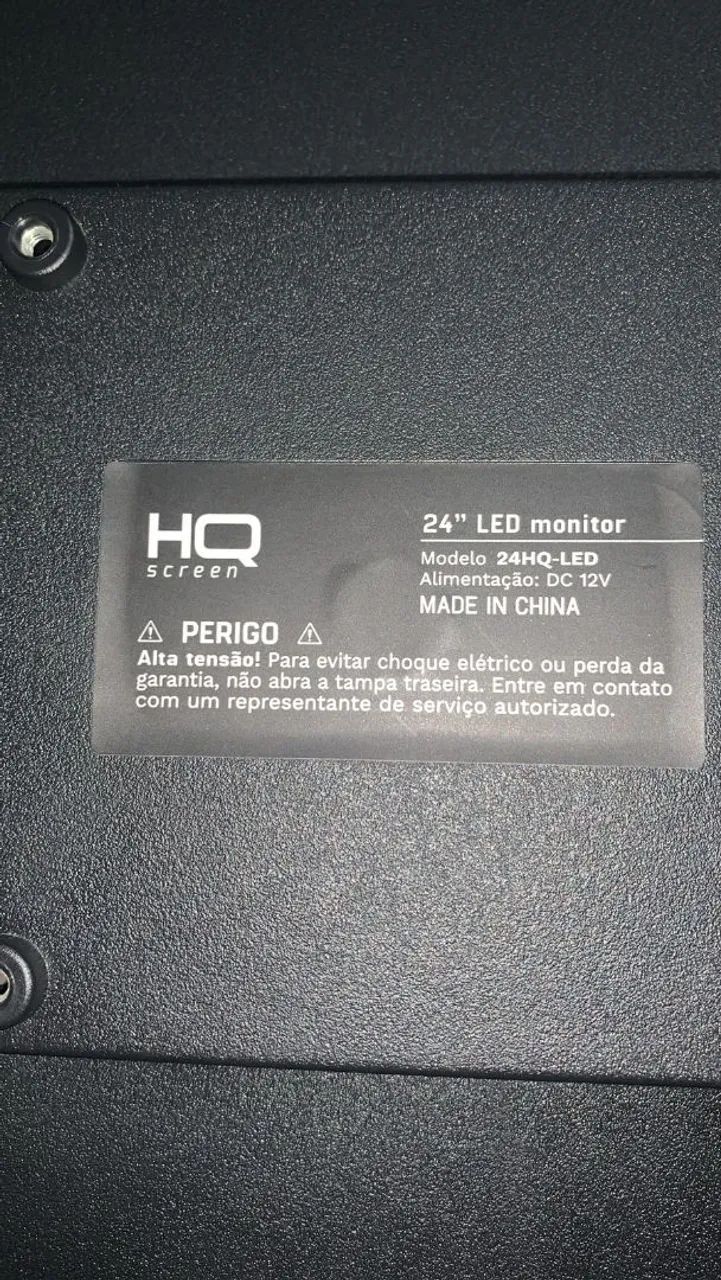 HQ
screen
24” LED monitor
Modelo 24HQ-LED
Alimentação: DC 12V
MADE IN CHINA
PERIGO
Alta tensão! Para evitar choque elétrico ou perda da
garantia, não abra a tampa traseira. Entre em contato
com um representante de serviço autorizado.